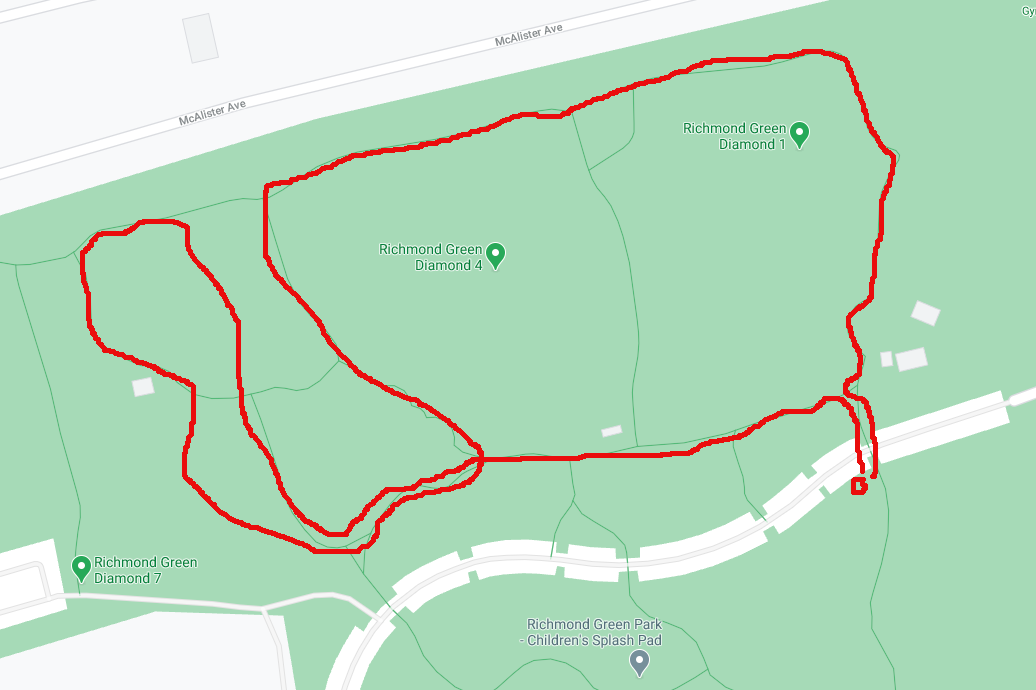 Gy
McAlister Ave
McAlister Ave
Richmond Green
Diamond 1
Richmond Green
Diamond 4
Richmond Green
Diamond 7
Richmond Green Park
- Children's Splash Pad